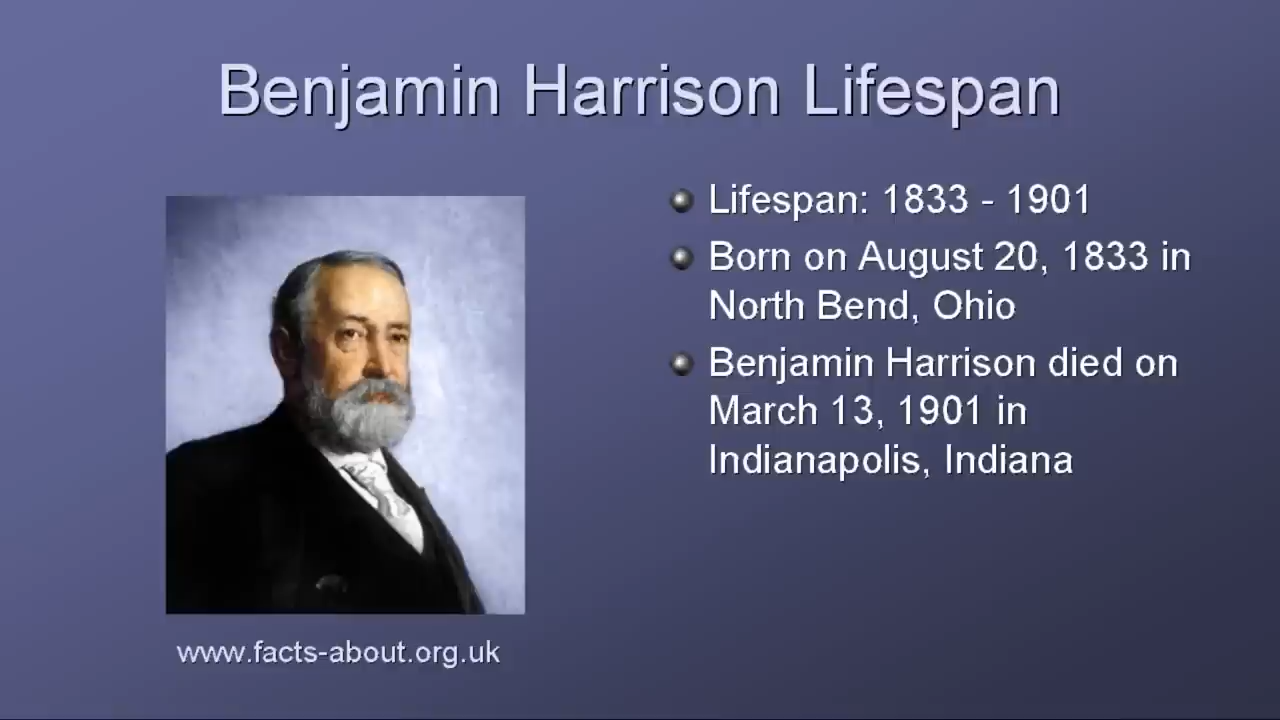 Benjamin Harrison Lifespan
Lifespan: 1833 - 1901
Born on August 20, 1833 in
North Bend, Ohio
Benjamin Harrison died on
March 13, 1901 in
Indianapolis, Indiana
www.facts-about.org.uk